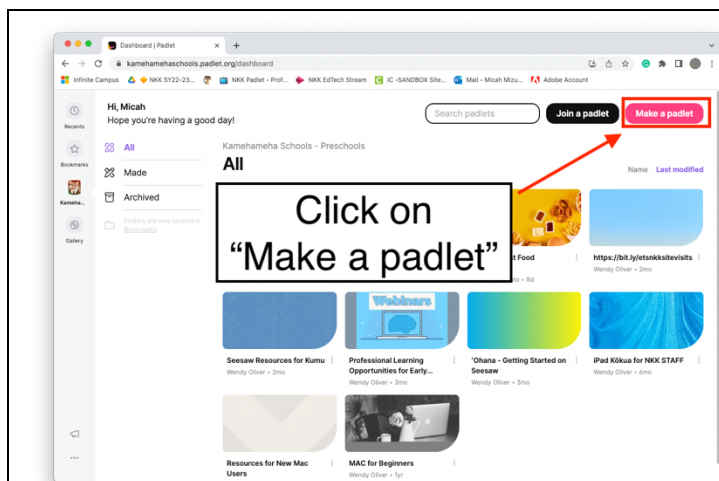 Dashboard | Padlet
kamehamehaschools.padlet.org/dashboard
Infinite Campus
NKK SY22-23...
NKK Padlet - Prof...
NKK EdTech Stream
IC -SANDBOX Site...
Mail - Micah Mizu...
Adobe Account
Recents
Bookmarks
Kameha...
Gallery
Hi, Micah
Hope you're having a good day!
Search padlets
Join a padlet
Make a padlet
All
Made
Archived
Folders are now located in
Bookmarks.
Kamehameha Schools - Preschools
All
Name Last modified
Click on
“Make a padlet”
t Food
to • 8d
https://bit.ly/etsnkksitevisits
Wendy Oliver • 2mo
Webinars
Seesaw Resources for Kumu
Wendy Oliver • 2mo
Professional Learning
Opportunities for Early...
Wendy Oliver • 3mo
'Ohana - Getting Started on
Seesaw
Wendy Oliver • 3mo
iPad Kōkua for NKK STAFF
Wendy Oliver • 6mo
Resources for New Mac
Users
MAC for Beginners
Wendy Oliver • 1yr